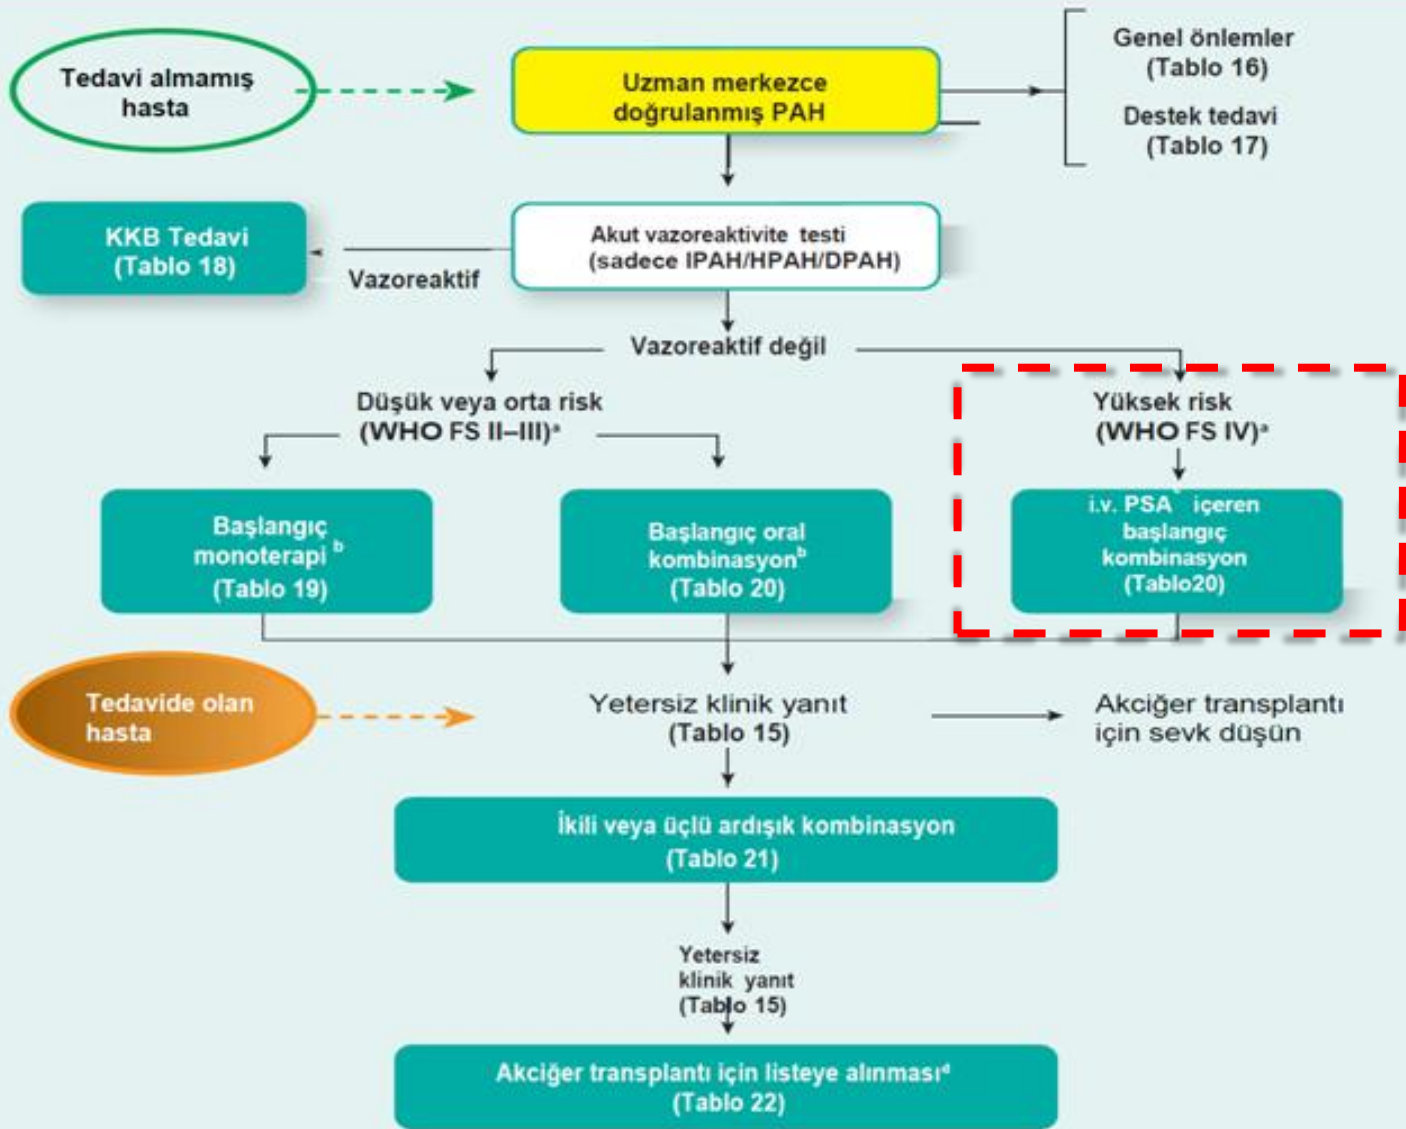 Tedavi almamış
hasta
Uzman merkezce
doğrulanmış PAH
Genel önlemler
(Tablo 16)
Destek tedavi
(Tablo 17)
KKB Tedavi
(Tablo 18)
Vazoreaktif
Akut vazoreaktivite testi
(sadece IPAH/HPAH/DPAH)
Vazoreaktif değil
Düşük veya orta risk
(WHO FS II–III)ᵃ
Yüksek risk
(WHO FS IV)ᵃ
Başlangıç
monoterapi ᵇ
(Tablo 19)
Başlangıç oral
kombinasyonᵇ
(Tablo 20)
i.v. PSA içeren
başlangıç
kombinasyon
(Tablo20)
Tedavide olan
hasta
Yetersiz klinik yanıt
(Tablo 15)
Akciğer transplantı
için sevk düşün
İkili veya üçlü ardışık kombinasyon
(Tablo 21)
Yetersiz
klinik yanıt
(Tablo 15)
Akciğer transplantı için listeye alınmasıᵈ
(Tablo 22)